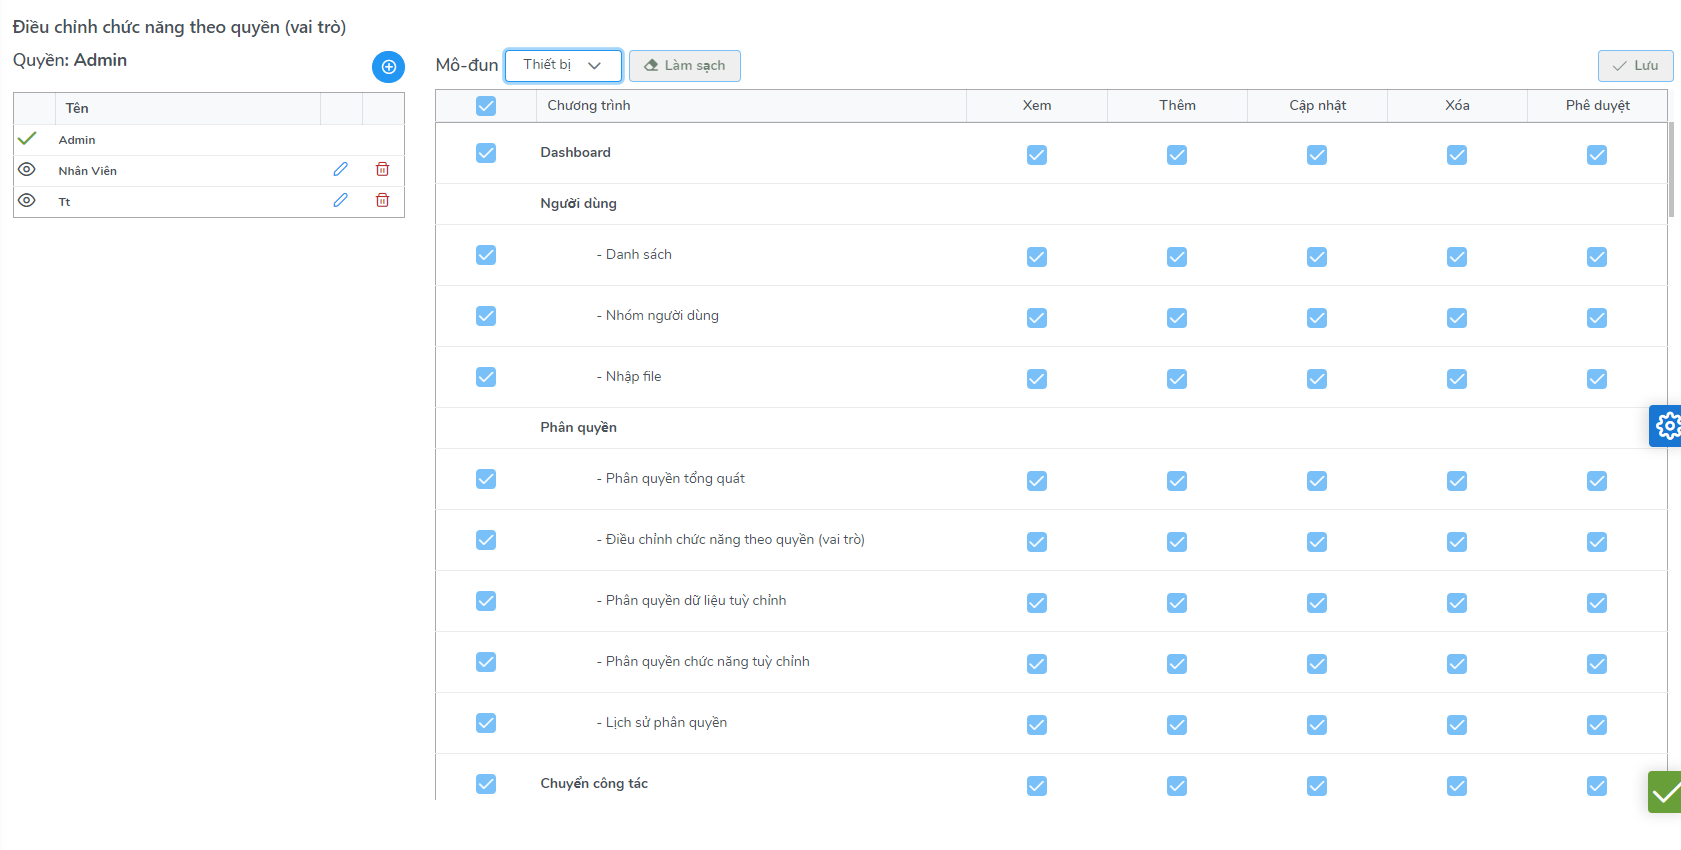 Điều chỉnh chức năng theo quyền (vai trò)
Quyền: Admin
Tên
Admin
Nhân Viên
Tt
Mô-đun Thiết bị Làm sạch Lưu
Chương trình Xem Thêm Cập nhật Xóa Phê duyệt
Dashboard
Người dùng
- Danh sách
- Nhóm người dùng
- Nhập file
Phân quyền
- Phân quyền tổng quát
- Điều chỉnh chức năng theo quyền (vai trò)
- Phân quyền dữ liệu tuỳ chỉnh
- Phân quyền chức năng tuỳ chỉnh
- Lịch sử phân quyền
Chuyển công tác